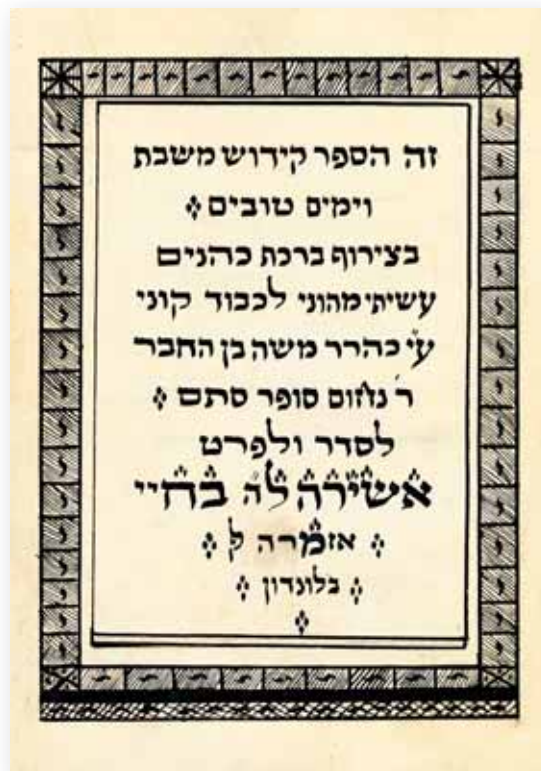 זה הספר קידוש משבת
וימים טובים
בצירוף ברכת כהנים
עשיתי מהוני לכבוד קוני
ע״י כהרר משה בן החבר
ר׳ נחום סופר סתם
לסדר ולפרט
אשירה לה׳ בחיי
אזמרה
בלונדון